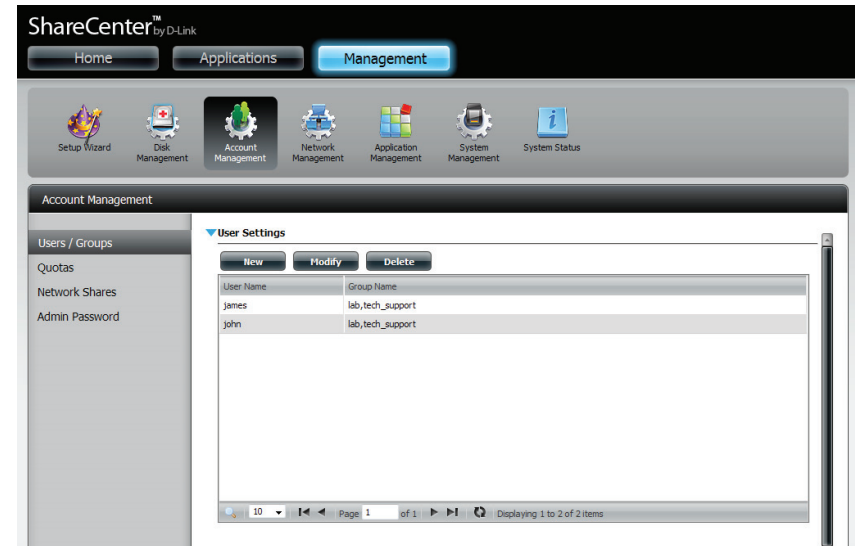 ShareCenter™ by D-Link
Home Applications Management
Setup Wizard Disk Management Account Management Network Management Application Management System Management System Status
Account Management
Users / Groups
Quotas
Network Shares
Admin Password
User Settings
New Modify Delete
User Name Group Name
james lab,tech_support
john lab,tech_support
10 Page 1 of 1 Displaying 1 to 2 of 2 items